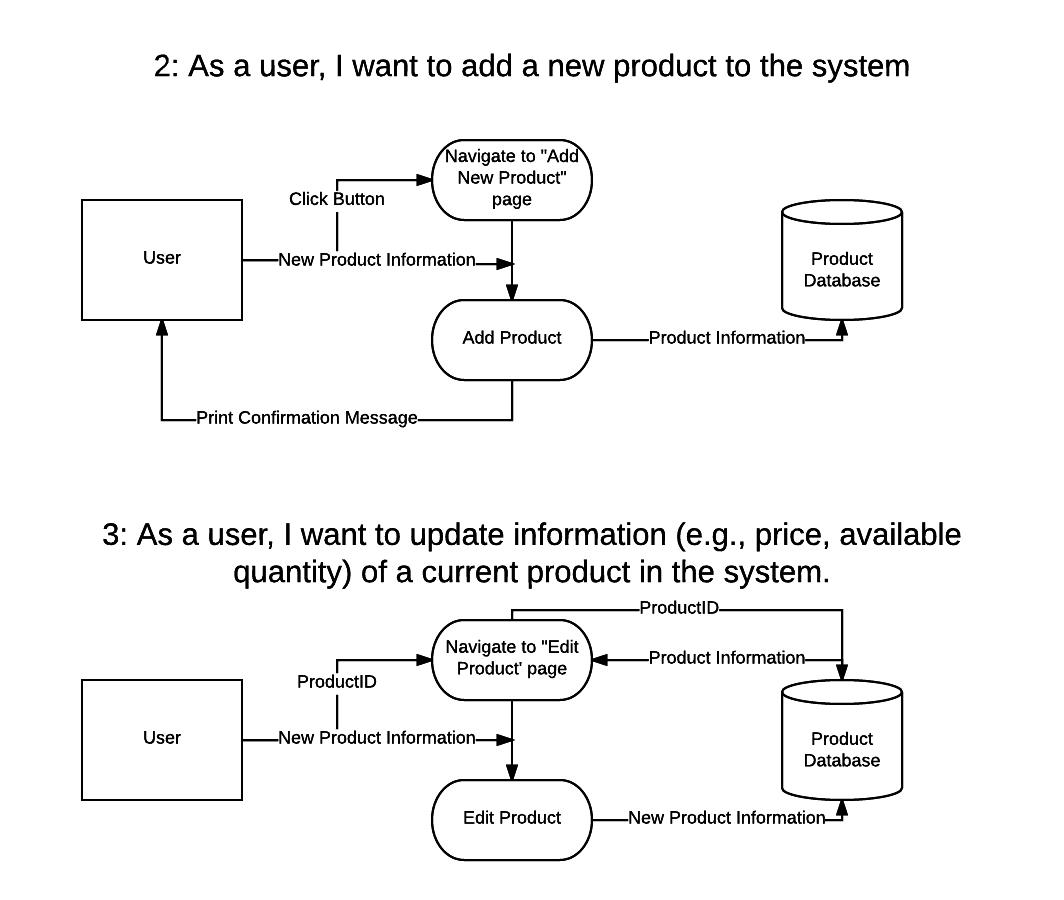 2: As a user, I want to add a new product to the system
Navigate to "Add
New Product"
page
Click Button
User
New Product Information
Product
Database
Add Product
Product Information
Print Confirmation Message
3: As a user, I want to update information (e.g., price, available
quantity) of a current product in the system.
ProductID
Navigate to "Edit
Product' page
Product Information
ProductID
User
New Product Information
Product
Database
Edit Product
New Product Information